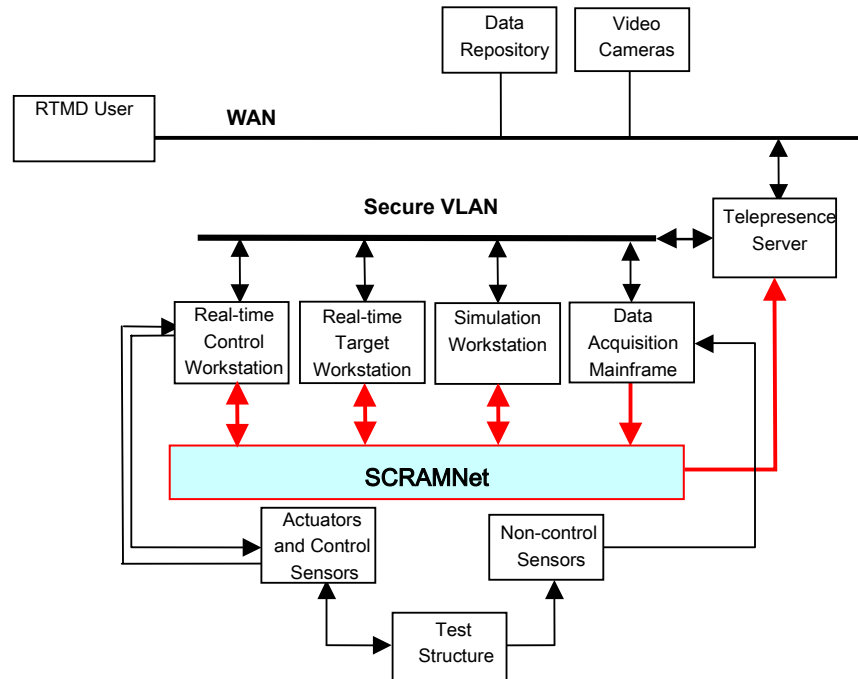 Data
Repository
Video
Cameras
RTMD User
WAN
Secure VLAN
Telepresence
Server
Real-time
Control
Workstation
Real-time
Target
Workstation
Simulation
Workstation
Data
Acquisition
Mainframe
SCRAMNet
Actuators
and Control
Sensors
Non-control
Sensors
Test
Structure